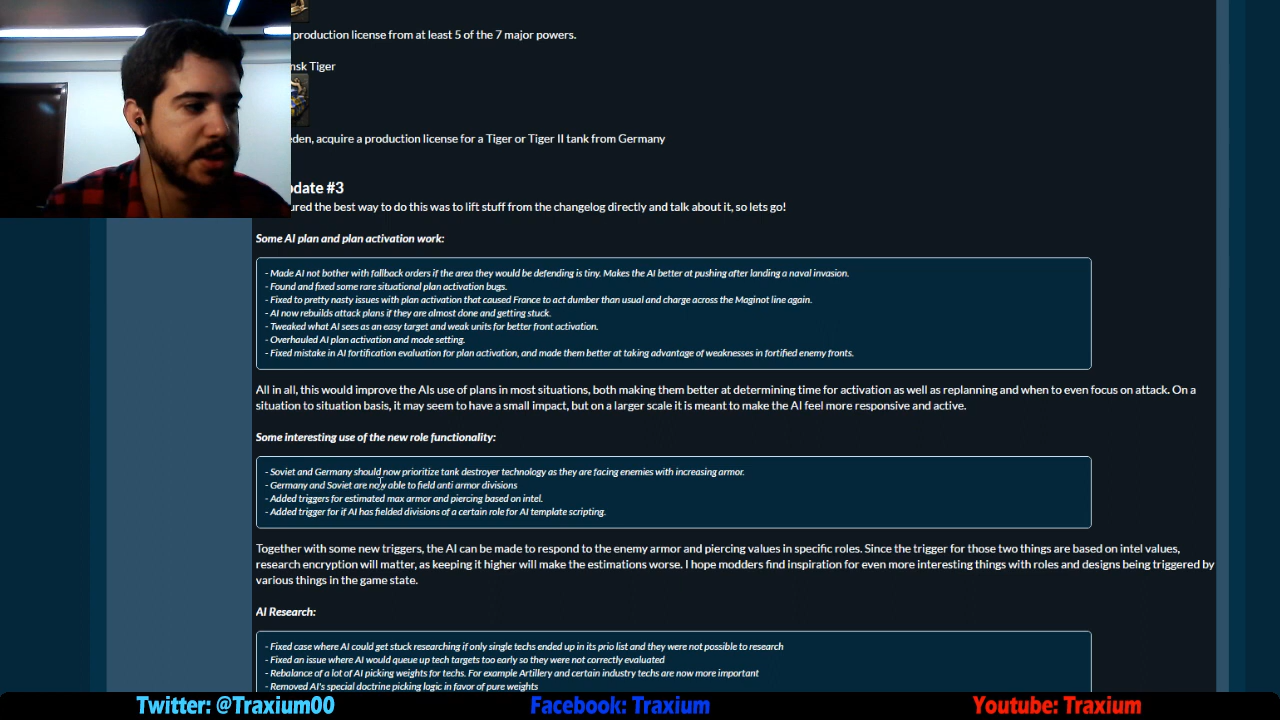 production license from at least 5 of the 7 major powers.
nsk Tiger
eden, acquire a production license for a Tiger or Tiger II tank from Germany
pdate #3
ured the best way to do this was to lift stuff from the changelog directly and talk about it, so lets go!
Some AI plan and plan activation work:
- Made AI not bother with fallback orders if the area they would be defending is tiny. Makes the AI better at pushing after landing a naval invasion.
- Found and fixed some rare situational plan activation bugs.
- Fixed to pretty nasty issues with plan activation that caused France to act dumber than usual and charge across the Maginot line again.
- AI now rebuilds attack plans if they are almost done and getting stuck.
- Tweaked what AI sees as an easy target and weak units for better front activation.
- Overhauled AI plan activation and mode setting.
- Fixed mistake in AI fortification evaluation for plan activation, and made them better at taking advantage of weaknesses in fortified enemy fronts.
All in all, this would improve the AIs use of plans in most situations, both making them better at determining time for activation as well as replanning and when to even focus on attack. On a
situation to situation basis, it may seem to have a small impact, but on a larger scale it is meant to make the AI feel more responsive and active.
Some interesting use of the new role functionality:
- Soviet and Germany should now prioritize tank destroyer technology as they are facing enemies with increasing armor.
- Germany and Soviet are now able to field anti armor divisions
- Added triggers for estimated max armor and piercing based on intel.
- Added trigger for if AI has fielded divisions of a certain role for AI template scripting.
Together with some new triggers, the AI can be made to respond to the enemy armor and piercing values in specific roles. Since the trigger for those two things are based on intel values,
research encryption will matter, as keeping it higher will make the estimations worse. I hope modders find inspiration for even more interesting things with roles and designs being triggered by
various things in the game state.
AI Research:
- Fixed case where AI could get stuck researching if only single techs ended up in its prio list and they were not possible to research
- Fixed an issue where AI would queue up tech targets too early so they were not correctly evaluated
- Rebalance of a lot of AI picking weights for techs. For example Artillery and certain industry techs are now more important
- Removed AI's special doctrine picking logic in favor of pure weights
Twitter: @Traxium00 Facebook: Traxium Youtube: Traxium